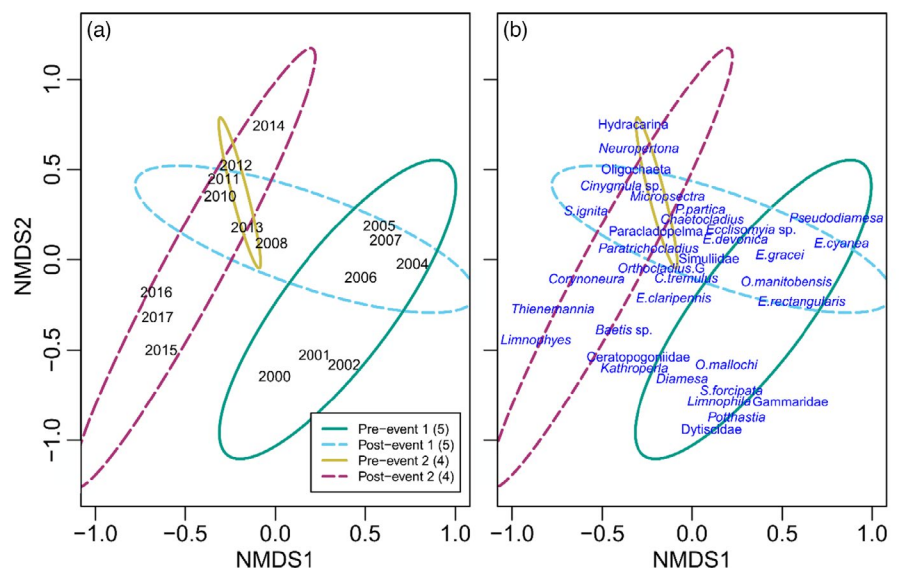 (a)
1.0
0.5
0.0
−0.5
−1.0
NMDS2
2014
2012
2011
2010
2013
2008
2005
2007
2004
2006
2016
2017
2015
2001
2002
2000
Pre−event 1 (5)
Post−event 1 (5)
Pre−event 2 (4)
Post−event 2 (4)
−1.0 −0.5 0.0 0.5 1.0
NMDS1
(b)
Hydracarina
Neuropertona
Oligochaeta
Cinygmula sp.
Micropsectra
S.ignita
P.partica
Chaetocladius
Pseudodiamesa
Paracladopelma
Ecclisomyia sp.
E.devonica
E.cyanea
Paratrichocladius
Simuliidae
E.gracei
Orthocladius.G
Corynoneura
C.tremulus
O.manitobensis
E.claripennis
E.rectangularis
Thienemannia
Baetis sp.
Limnophyes
Ceratopogoniidae
Kathroperla
O.mallochi
Diamesa
S.forcipata
Limnophila Gammaridae
Potthastia
Dytiscidae
−1.0 −0.5 0.0 0.5 1.0
NMDS1